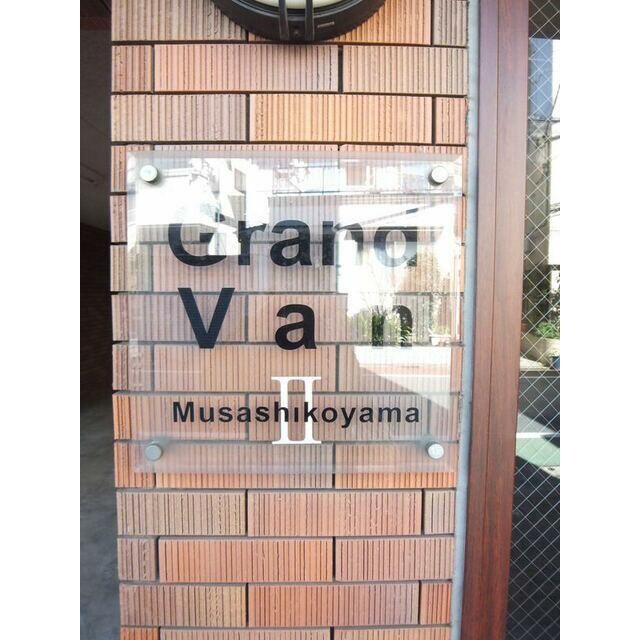 Grand
Van
II
Musashikoyama